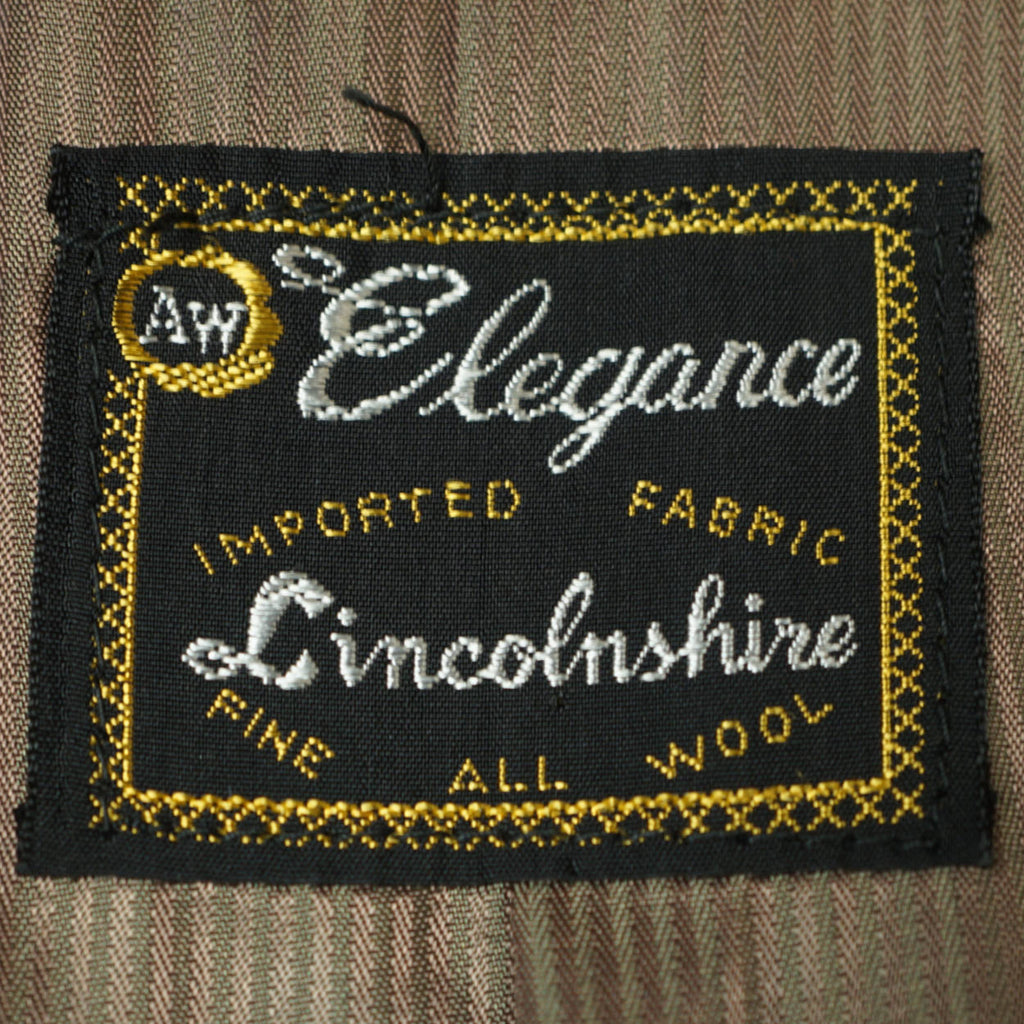 AW
Elegance
IMPORTED FABRIC
Lincolnshire
FINE ALL WOOL